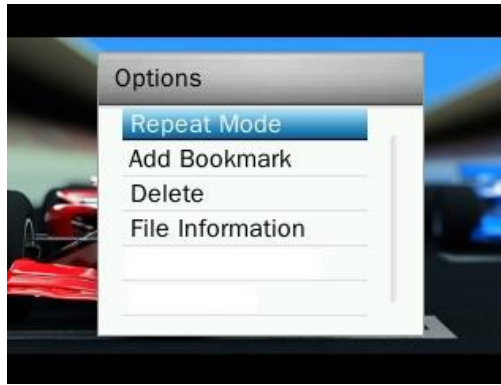 Options
Repeat Mode
Add Bookmark
Delete
File Information